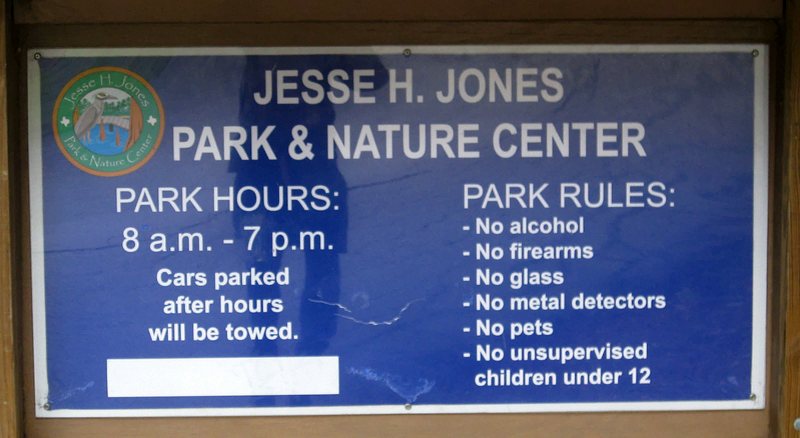 Jesse H. Jones
Park & Nature Center
JESSE H. JONES
PARK & NATURE CENTER
PARK HOURS:
8 a.m. - 7 p.m.
Cars parked
after hours
will be towed.
PARK RULES:
- No alcohol
- No firearms
- No glass
- No metal detectors
- No pets
- No unsupervised
children under 12